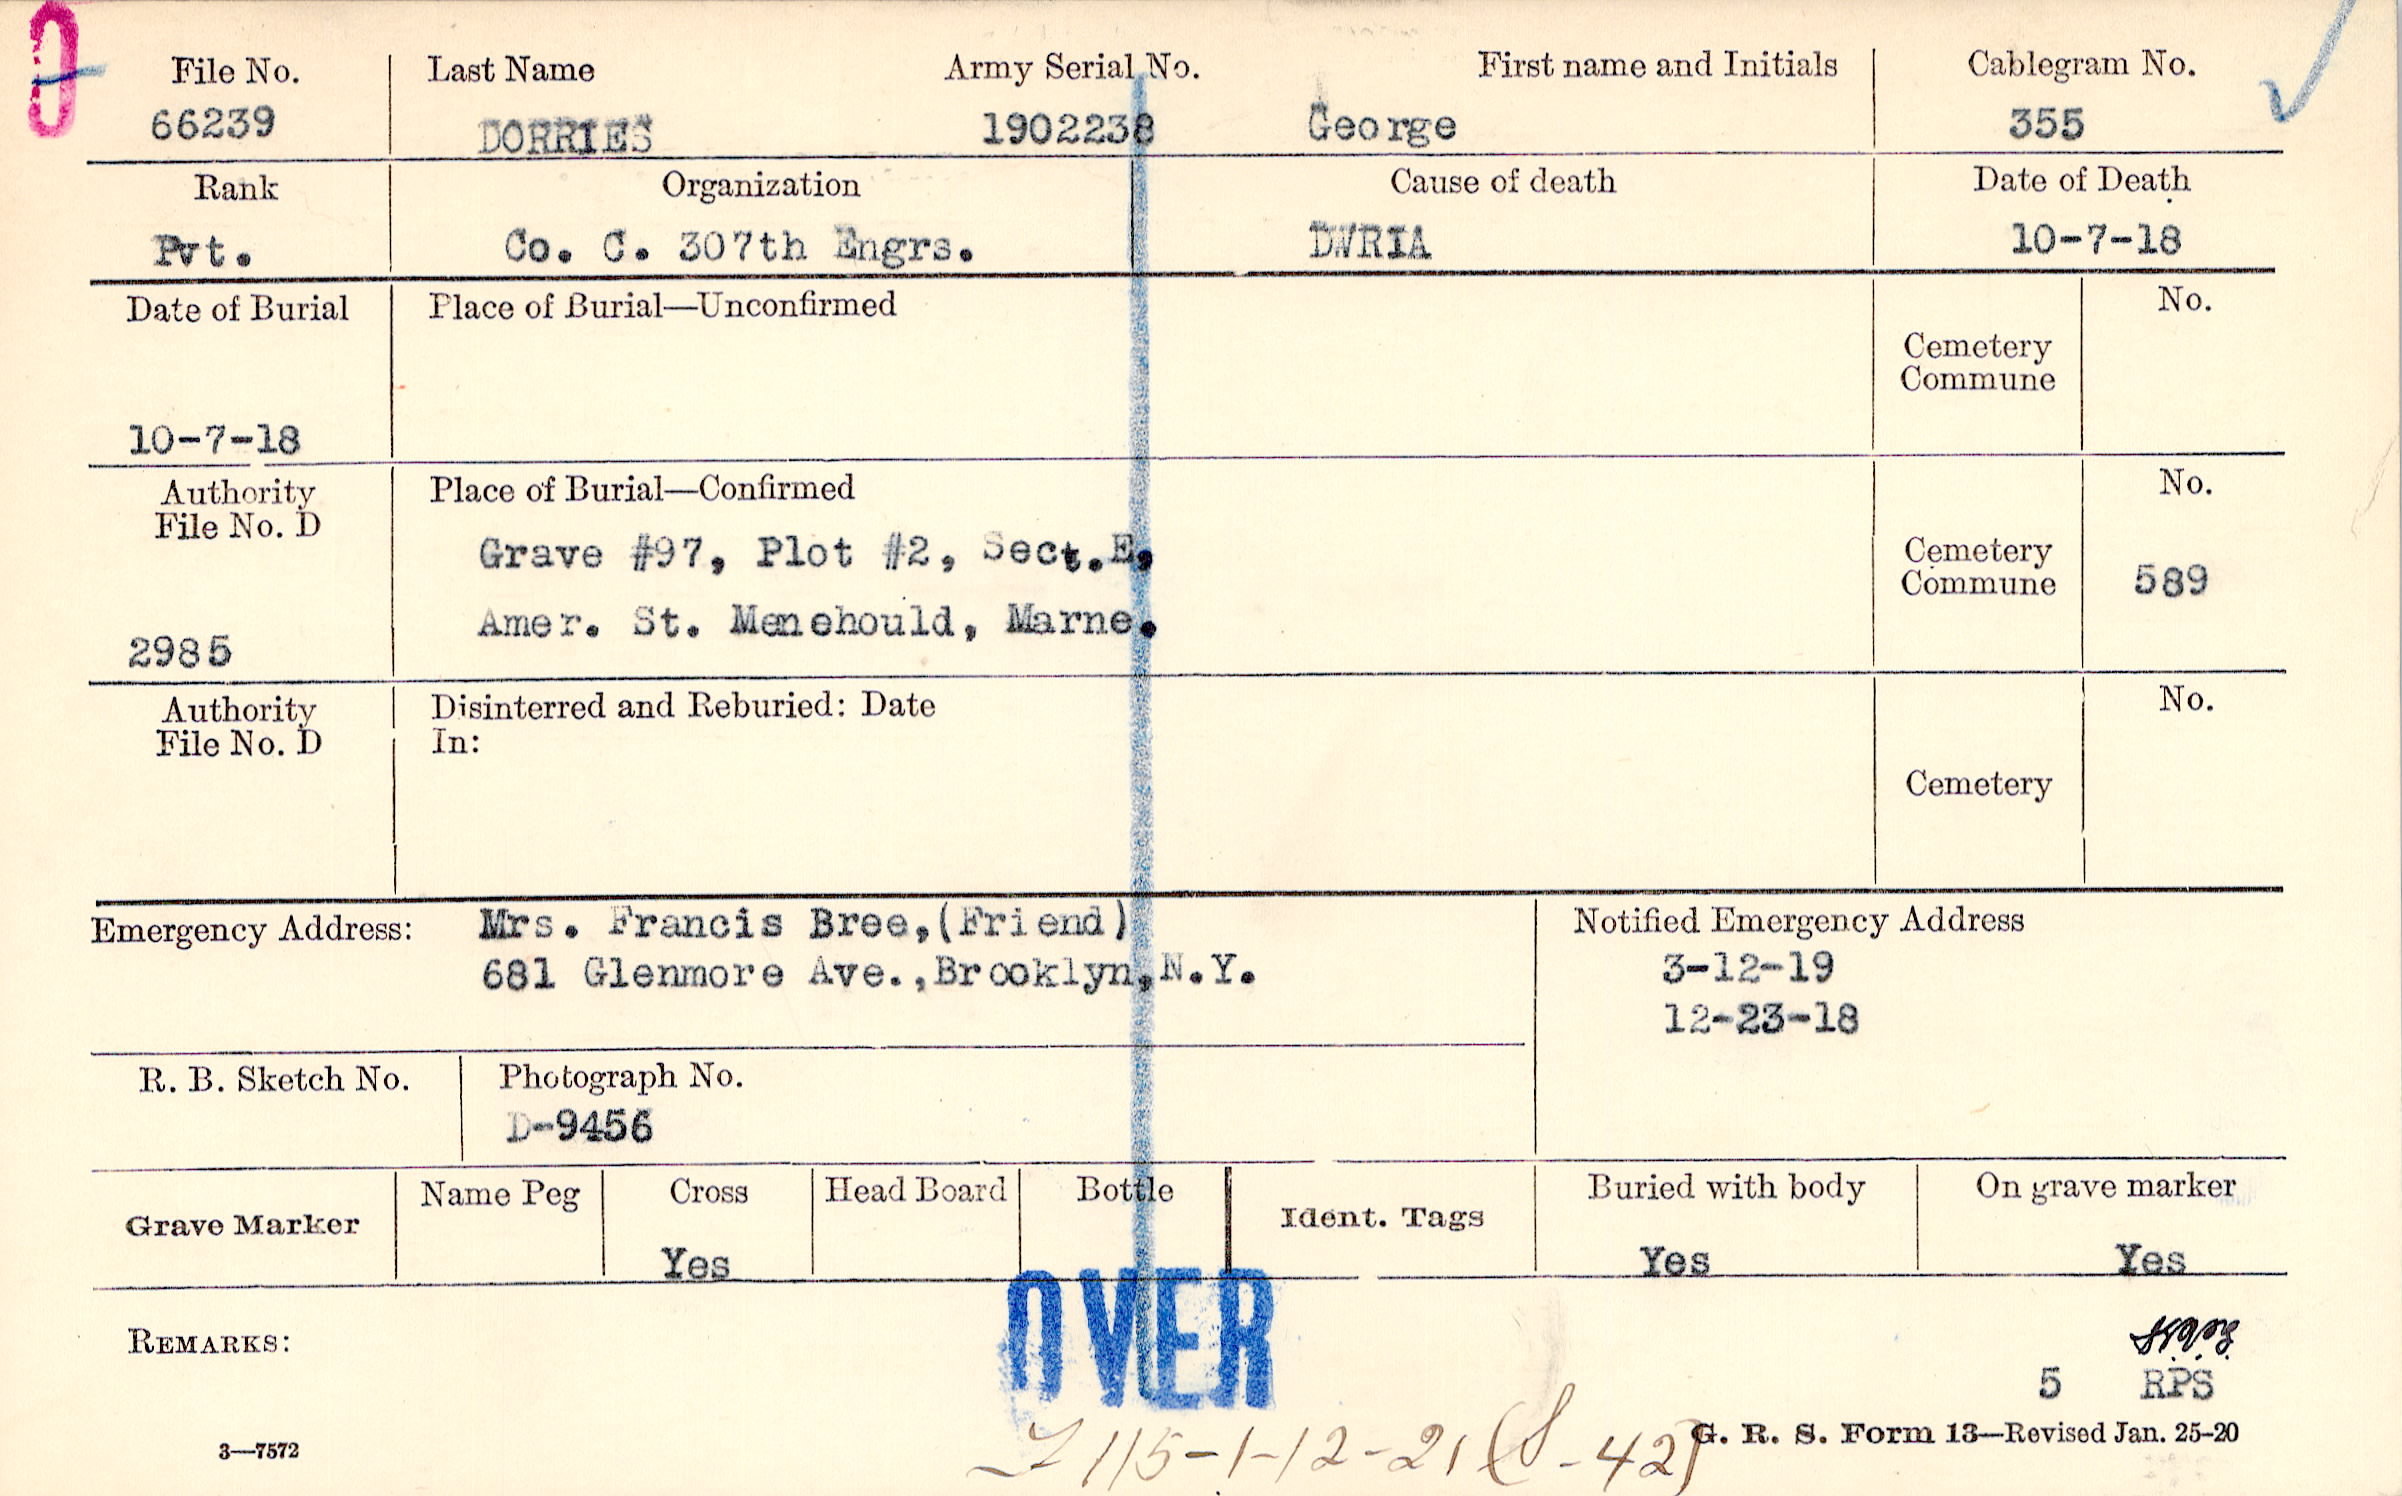 File No. Last Name Army Serial No. First name and Initials Cablegram No.
66239 DORRIES 1902238 George 355
Rank Organization Cause of death Date of Death
Pvt. Co. C. 307th Engrs. DWRIA 10-7-18
Date of Burial Place of Burial—Unconfirmed No.
Cemetery
Commune
10-7-18
Authority Place of Burial—Confirmed No.
File No. D
Grave #97, Plot #2, Sect.E,
Cemetery
Commune 589
Amer. St. Menehould, Marne.
2985
Authority Disinterred and Reburied: Date No.
File No. D In:
Cemetery
Emergency Address: Mrs. Francis Bree,(Friend) Notified Emergency Address
681 Glenmore Ave.,Brooklyn,N.Y. 3-12-19
12-23-18
R. B. Sketch No. Photograph No.
D-9456
Grave Marker Name Peg Cross Head Board Bottle Ident. Tags Buried with body On grave marker
Yes Yes Yes
OVER
REMARKS:
5 RPS
115-1-12-21 (S-42)
3—7572 G. R. S. Form 13—Revised Jan. 25-20